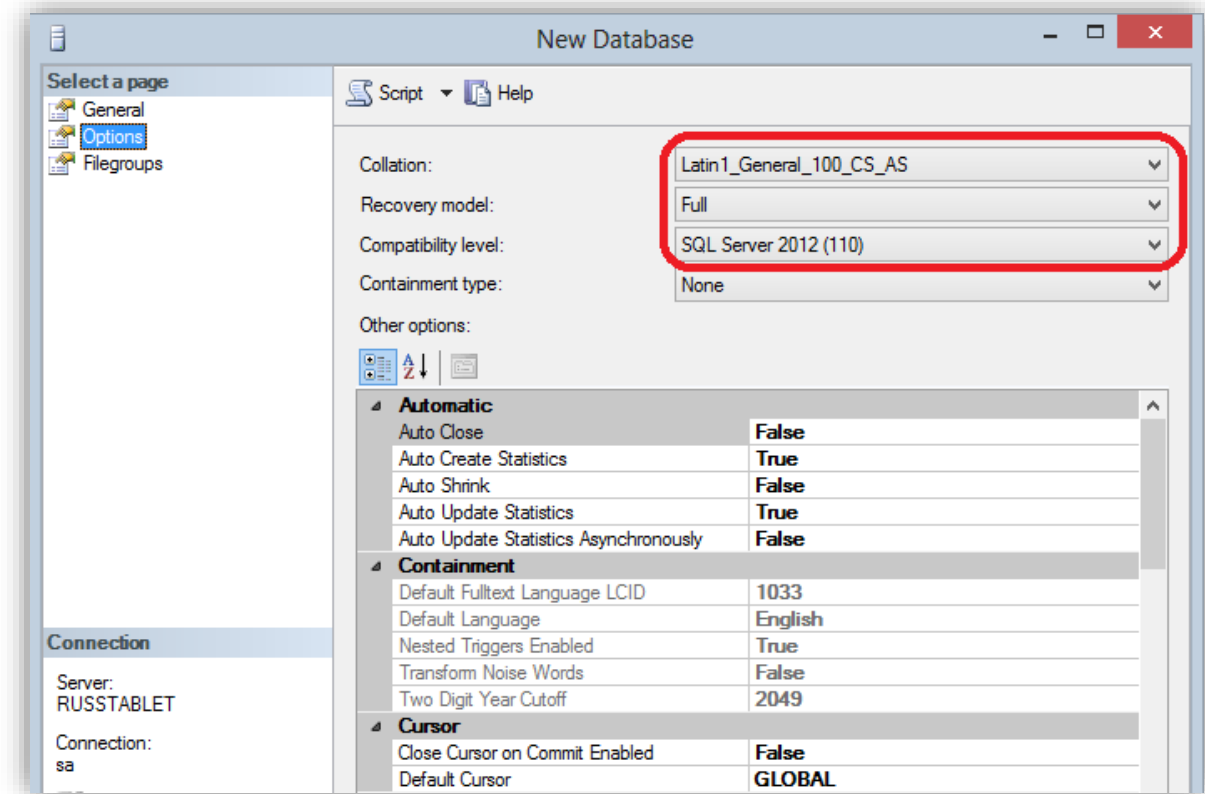 New Database
Select a page
General
Options
Filegroups
Script Help
Collation: Latin1_General_100_CS_AS
Recovery model: Full
Compatibility level: SQL Server 2012 (110)
Containment type: None
Other options:
A
Z
Automatic
Auto Close False
Auto Create Statistics True
Auto Shrink False
Auto Update Statistics True
Auto Update Statistics Asynchronously False
Containment
Default Fulltext Language LCID 1033
Default Language English
Nested Triggers Enabled True
Transform Noise Words False
Two Digit Year Cutoff 2049
Cursor
Close Cursor on Commit Enabled False
Default Cursor GLOBAL
Connection
Server:
RUSSTABLET
Connection:
sa